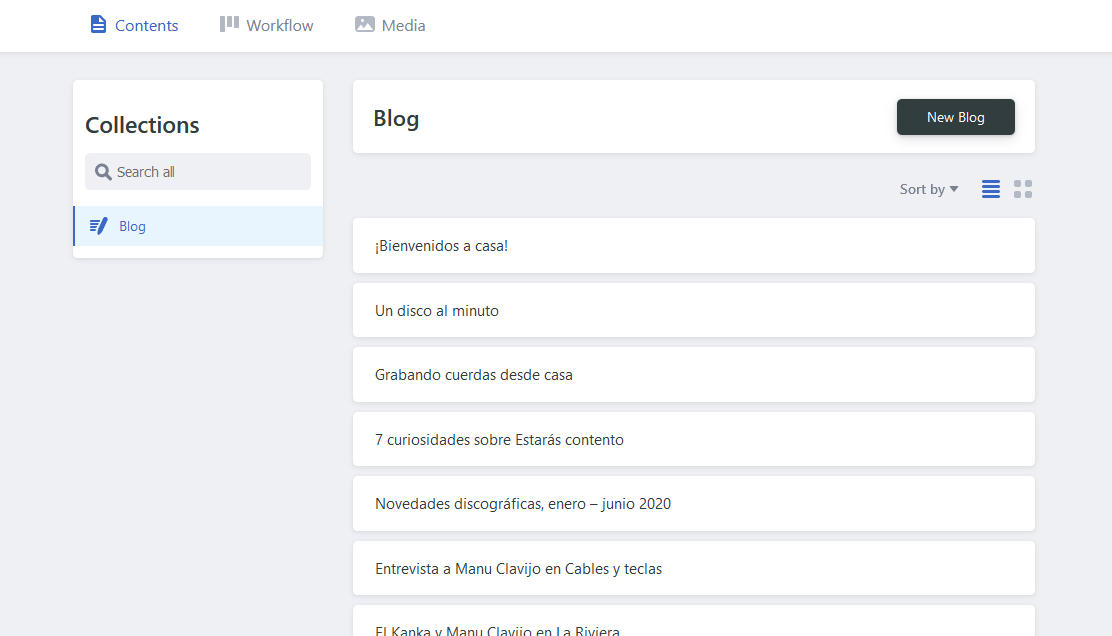 Contents
Workflow
Media
Collections
Search all
Blog
Blog
New Blog
Sort by
¡Bienvenidos a casa!
Un disco al minuto
Grabando cuerdas desde casa
7 curiosidades sobre Estarás contento
Novedades discográficas, enero – junio 2020
Entrevista a Manu Clavijo en Cables y teclas
El Kanka y Manu Clavijo en La Riviera